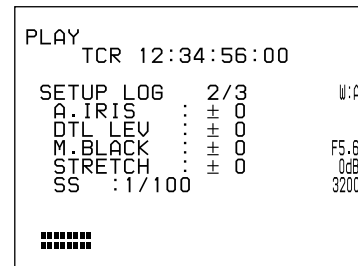 PLAY
TCR 12:34:56:00
SETUP LOG 2/3
W:A
A.IRIS : ± 0
DTL LEV : ± 0
M.BLACK : ± 0
F5.6
STRETCH : ± 0
0dB
SS :1/100
3200